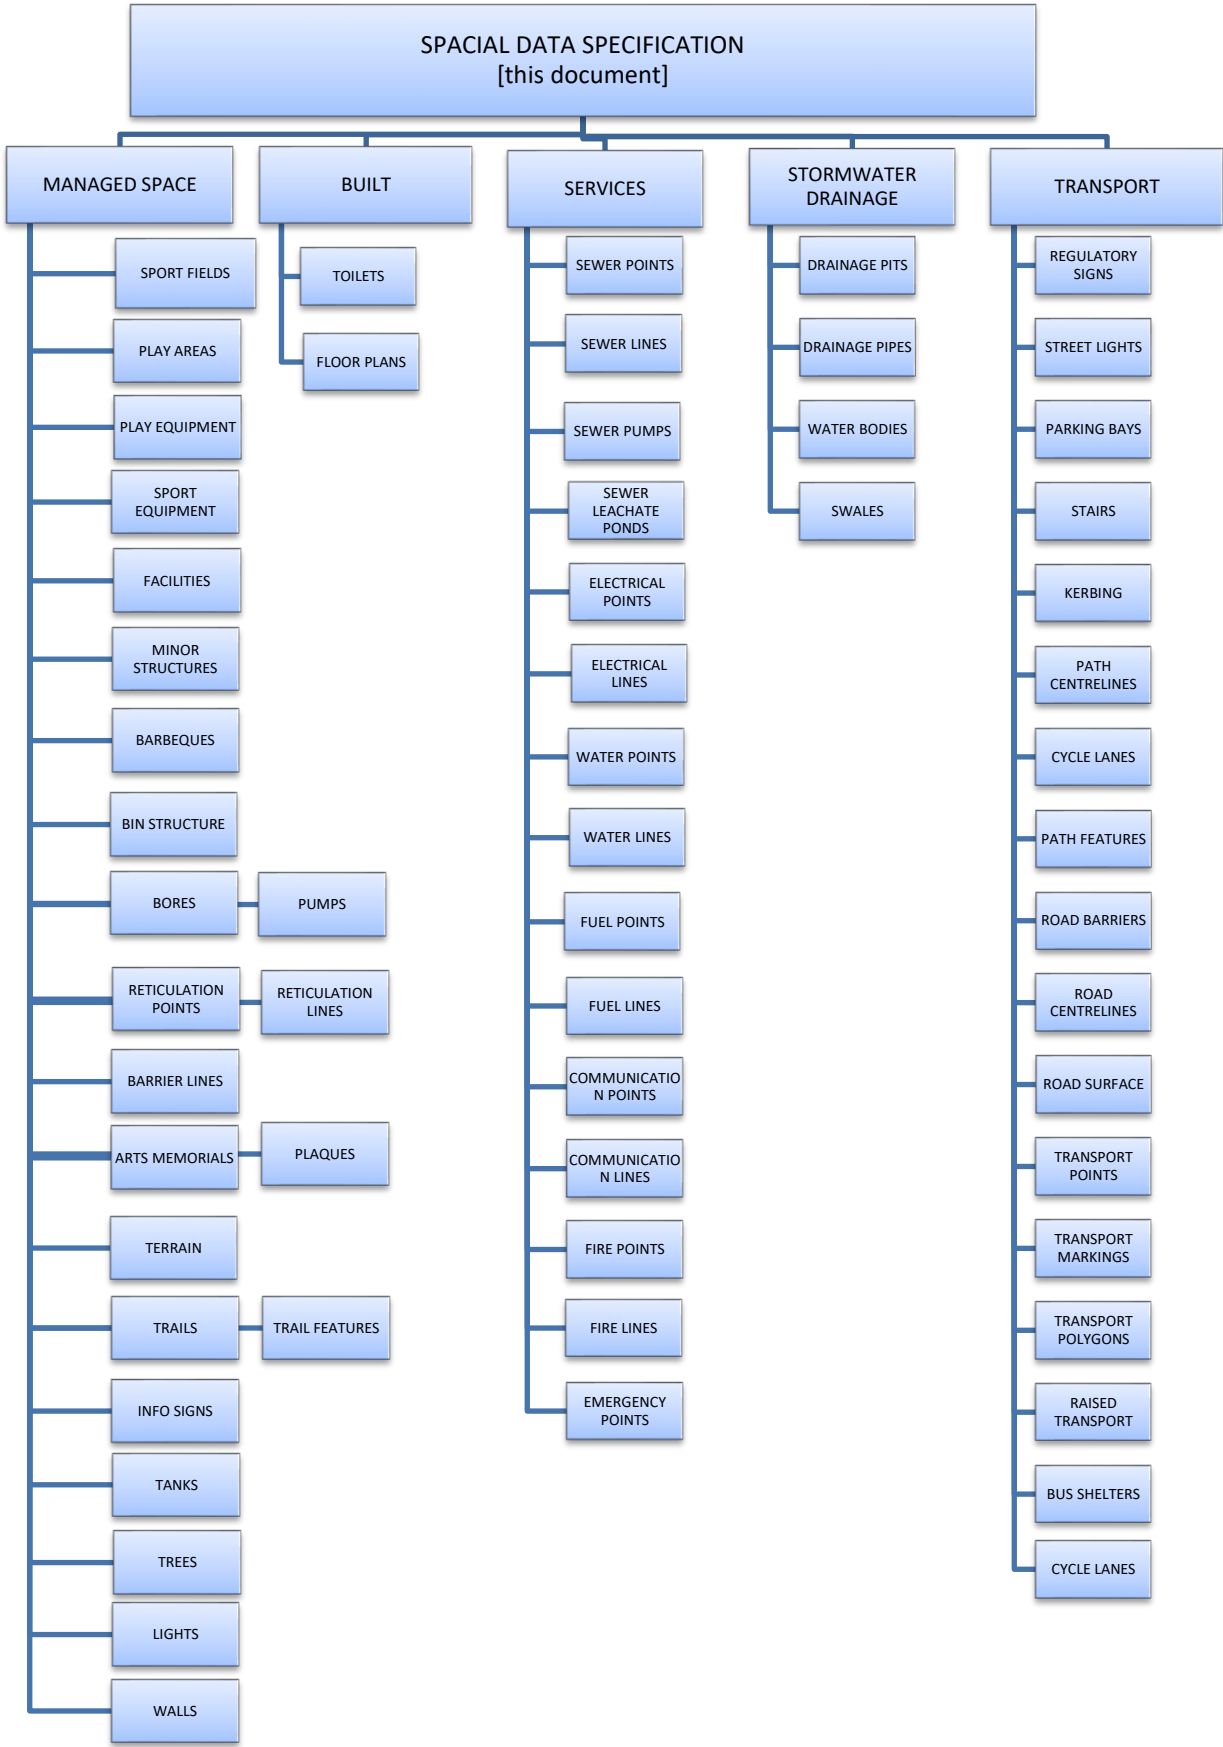 SPACIAL DATA SPECIFICATION
[this document]
MANAGED SPACE
SPORT FIELDS
PLAY AREAS
PLAY EQUIPMENT
SPORT
EQUIPMENT
FACILITIES
MINOR
STRUCTURES
BARBEQUES
BIN STRUCTURE
BORES
PUMPS
RETICULATION
POINTS
RETICULATION
LINES
BARRIER LINES
ARTS MEMORIALS
PLAQUES
TERRAIN
TRAILS
TRAIL FEATURES
INFO SIGNS
TANKS
TREES
LIGHTS
WALLS
BUILT
TOILETS
FLOOR PLANS
SERVICES
SEWER POINTS
SEWER LINES
SEWER PUMPS
SEWER
LEACHATE
PONDS
ELECTRICAL
POINTS
ELECTRICAL
LINES
WATER POINTS
WATER LINES
FUEL POINTS
FUEL LINES
COMMUNICATIO
N POINTS
COMMUNICATIO
N LINES
FIRE POINTS
FIRE LINES
EMERGENCY
POINTS
STORMWATER
DRAINAGE
DRAINAGE PITS
DRAINAGE PIPES
WATER BODIES
SWALES
TRANSPORT
REGULATORY
SIGNS
STREET LIGHTS
PARKING BAYS
STAIRS
KERBING
PATH
CENTRELINES
CYCLE LANES
PATH FEATURES
ROAD BARRIERS
ROAD
CENTRELINES
ROAD SURFACE
TRANSPORT
POINTS
TRANSPORT
MARKINGS
TRANSPORT
POLYGONS
RAISED
TRANSPORT
BUS SHELTERS
CYCLE LANES